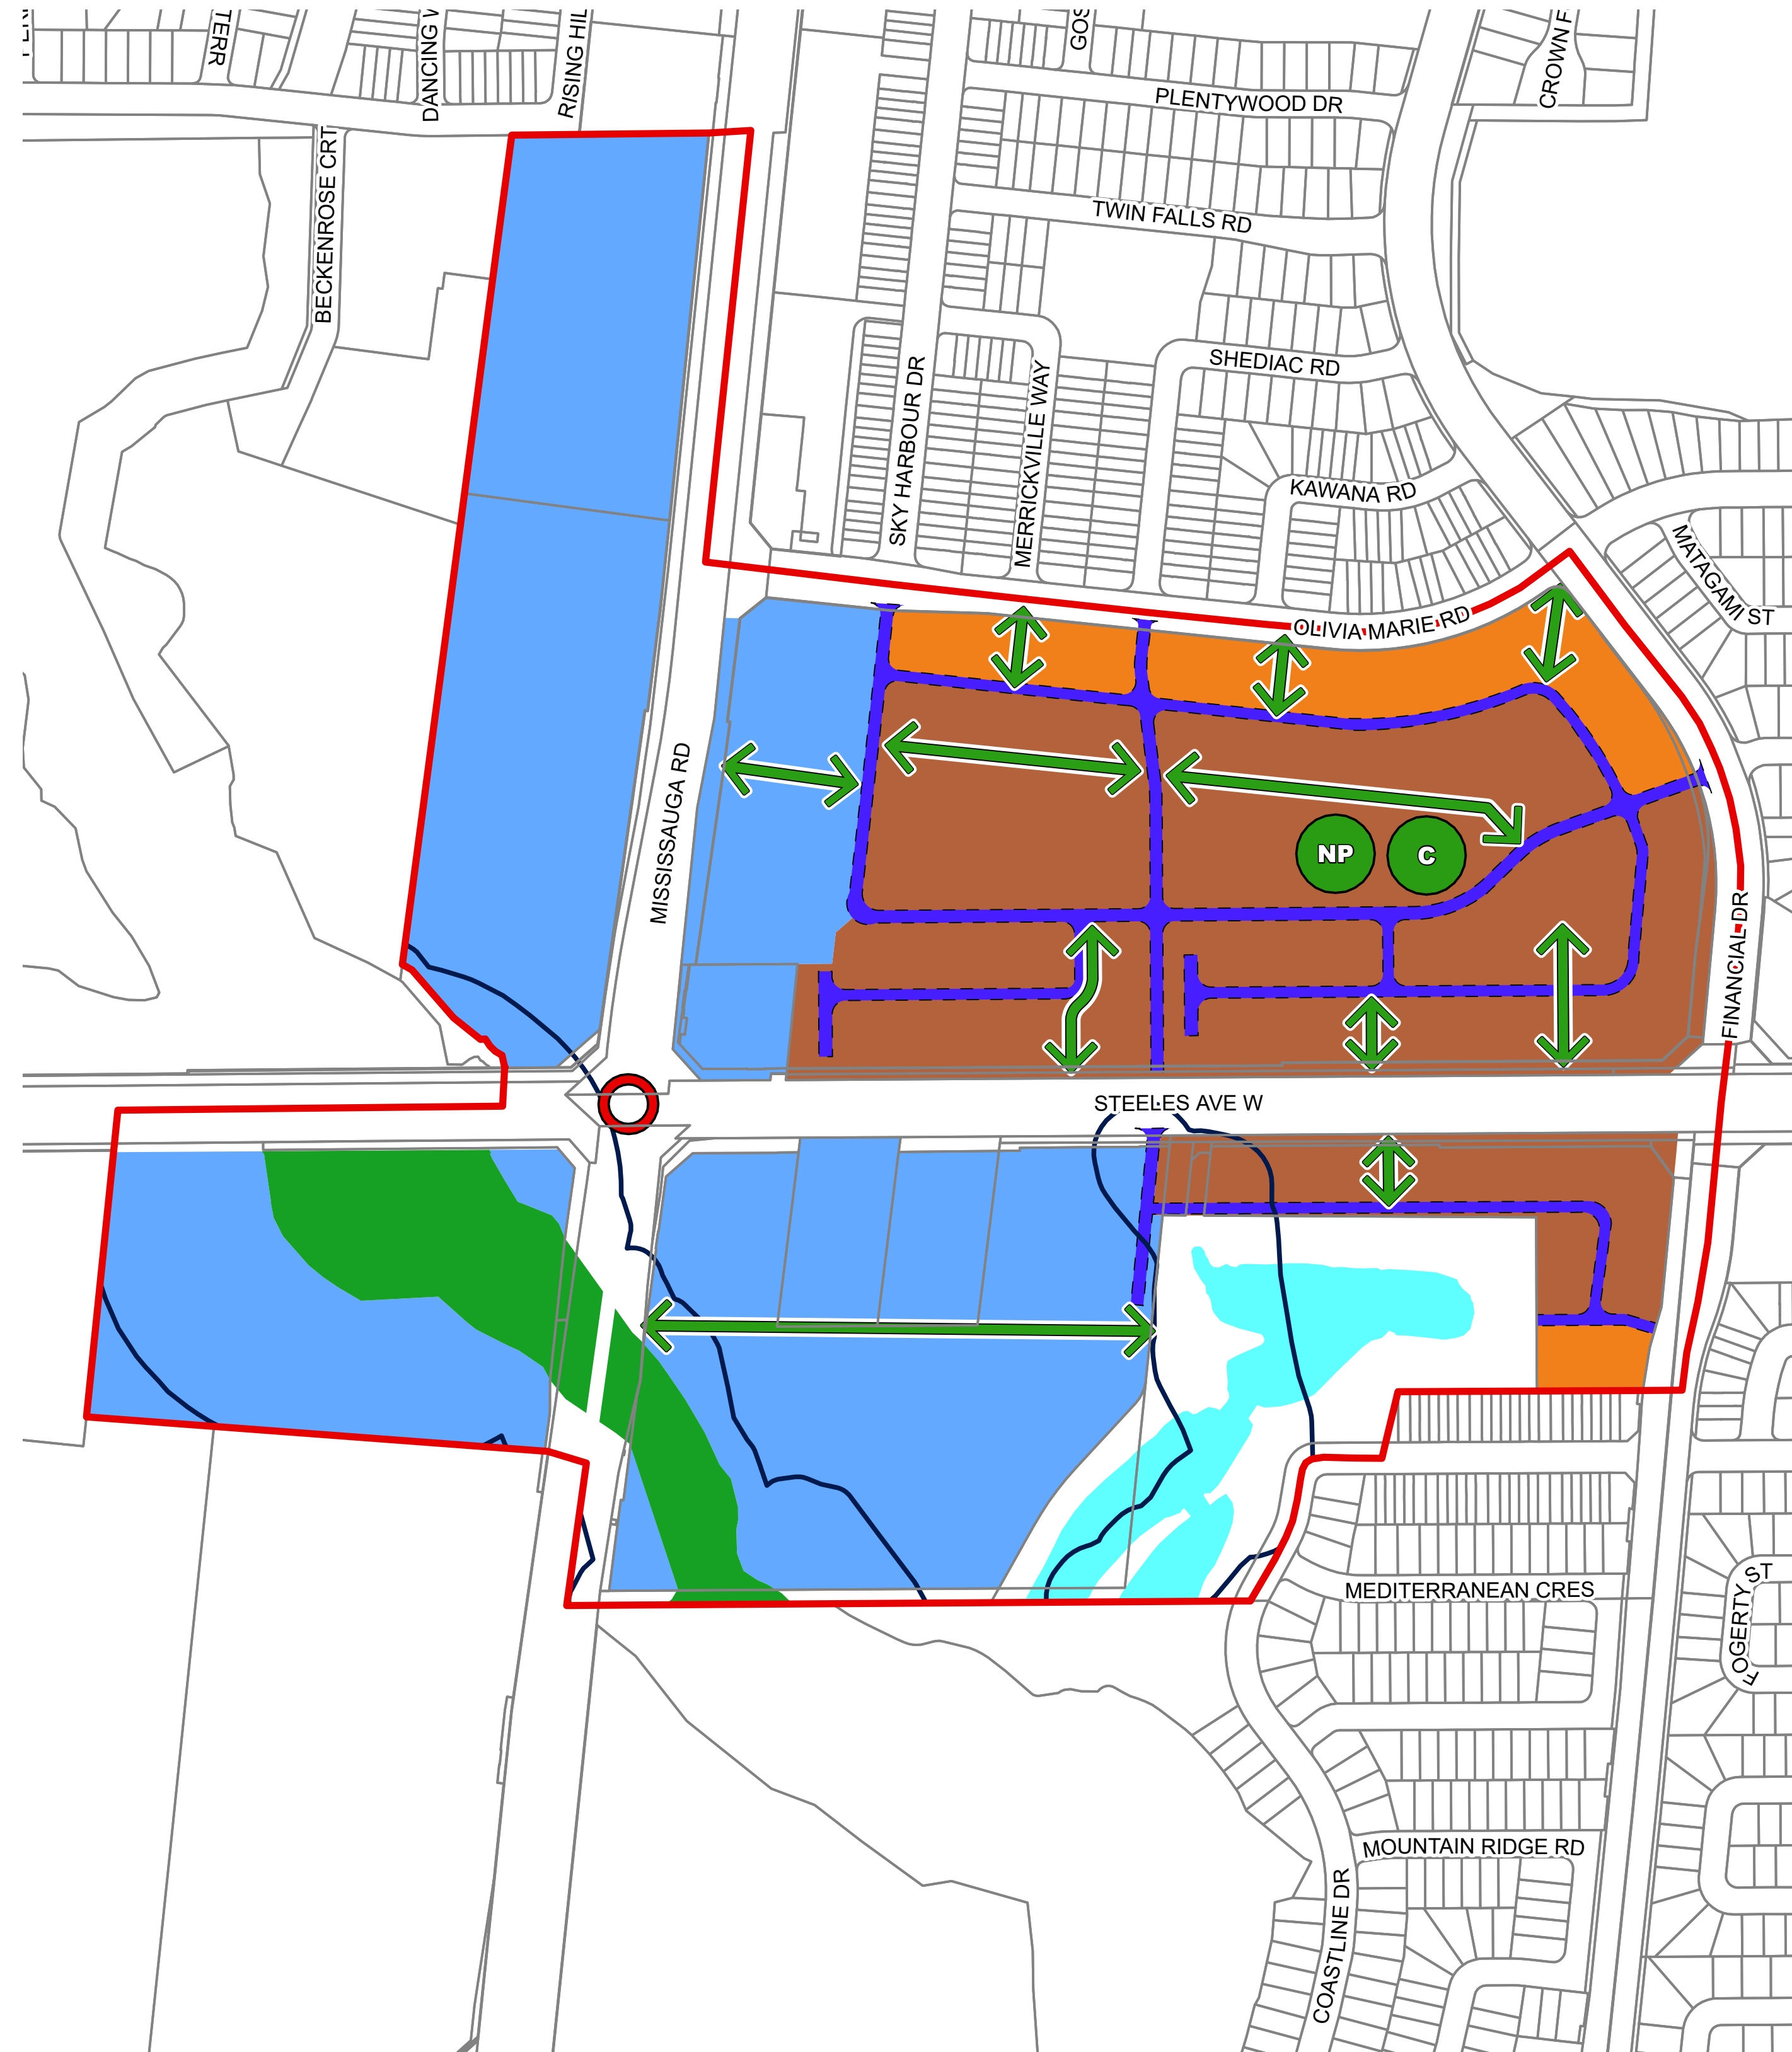 TERR
DANCING
RISING HIL
GOS
CROWN F
PLENTYWOOD DR
BECKENROSE CRT
TWIN FALLS RD
SHEDIAC RD
SKY HARBOUR DR
MERRICKVILLE WAY
KAWANA RD
MATAGAMI ST
OLIVIA MARIE RD
MISSISSAUGA RD
NP
C
FINANCIAL DR
STEELES AVE W
MEDITERRANEAN CRES
FOGERTY ST
MOUNTAIN RIDGE RD
COASTLINE DR